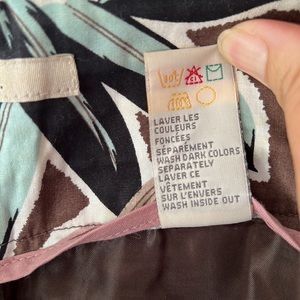 LAVER LES
COULEURS
FONCÉES
SÉPARÉMENT
WASH DARK COLORS
SEPARATELY
LAVER CE
VÊTEMENT
SUR L'ENVERS
WASH INSIDE OUT